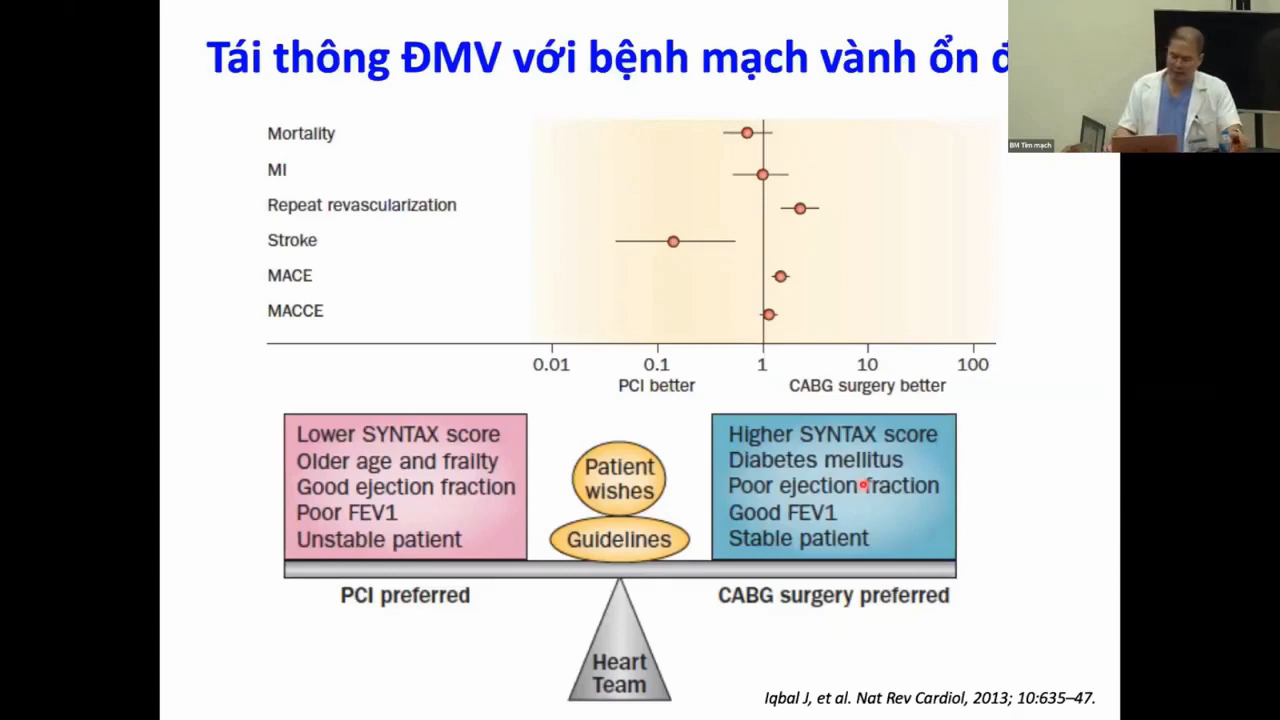 Tái thông ĐMV với bệnh mạch vành ổn
BM Tim mạch
Mortality
MI
Repeat revascularization
Stroke
MACE
MACCE
0.01 0.1 1 10 100
PCI better CABG surgery better
Lower SYNTAX score
Older age and frailty
Good ejection fraction
Poor FEV1
Unstable patient
Patient
wishes
Guidelines
Higher SYNTAX score
Diabetes mellitus
Poor ejection fraction
Good FEV1
Stable patient
PCI preferred
CABG surgery preferred
Heart
Team
Iqbal J, et al. Nat Rev Cardiol, 2013; 10:635–47.